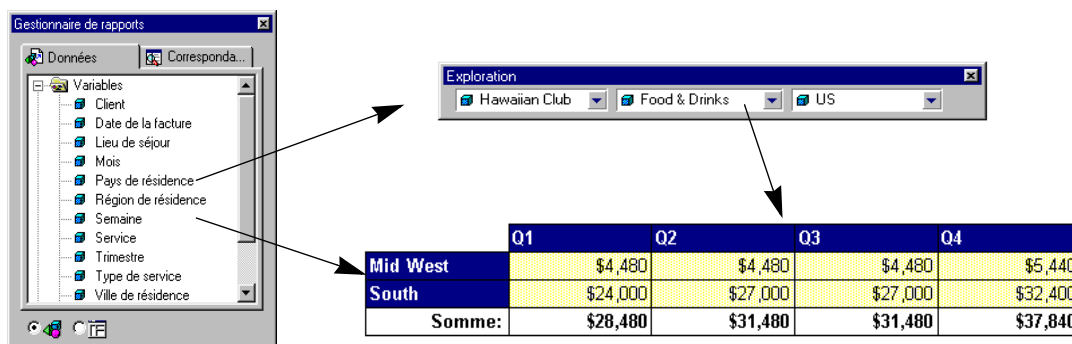 Gestionnaire de rapports
Données
Corresponda...
Variables
Client
Date de la facture
Lieu de séjour
Mois
Pays de résidence
Région de résidence
Semaine
Service
Trimestre
Type de service
Ville de résidence
Exploration
Hawaiian Club
Food & Drinks
US
Q1 Q2 Q3 Q4
Mid West $4,480 $4,480 $4,480 $5,440
South $24,000 $27,000 $27,000 $32,400
Somme: $28,480 $31,480 $31,480 $37,840